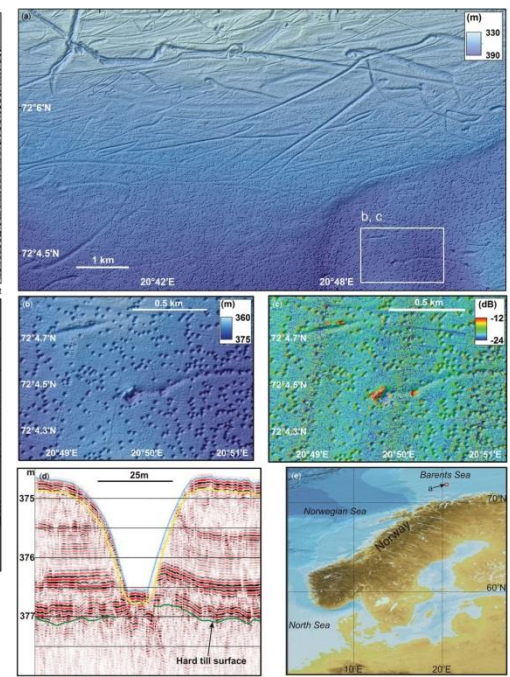 (a)
(m)
330
390
72°6'N
b, c
72°4.5'N
1 km
20°42'E
20°48'E
(b)
0.5 km
(m)
360
375
72°4.7'N
72°4.5'N
72°4.3'N
20°49'E
20°50'E
20°51'E
(c)
0.5 km
(dB)
-12
-24
72°4.7'N
72°4.5'N
72°4.3'N
20°49'E
20°50'E
20°51'E
m
(d)
25m
375
376
377
Hard till surface
(e)
Barents Sea
a
70°N
Norwegian Sea
Norway
60°N
North Sea
10°E
20°E